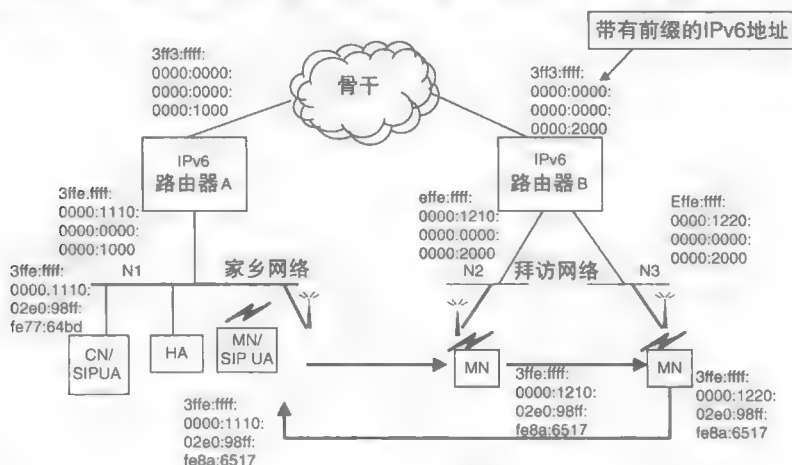 带有前缀的IPv6地址
3ff3:ffff:
0000:0000:
0000:0000:
0000:1000
骨干
3ff3:ffff:
0000:0000:
0000:0000:
0000:2000
IPv6
路由器A
IPv6
路由器B
3ffe.ffff:
0000:1110:
0000:0000:
0000:1000
effe:ffff:
0000:1210:
0000.0000:
0000:2000
Effe:ffff:
0000:1220:
0000:0000:
0000:2000
3ffe:ffff:
0000.1110:
02e0:98ff:
fe77:64bd
N1
家乡网络
N2
拜访网络
N3
CN/
SIPUA
HA
MN/
SIP UA
MN
MN
3ffe:ffff:
0000:1110:
02e0:98ff:
fe8a:6517
3ffe:ffff:
0000:1210:
02e0:98ff:
fe8a:6517
3ffe:ffff:
0000:1220:
02e0:98ff:
fe8a:6517